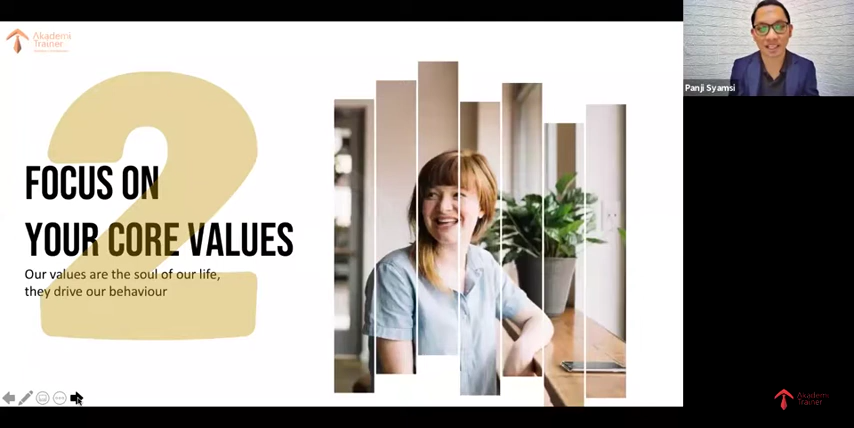 Akademi
Trainer
2
FOCUS ON
YOUR CORE VALUES
Our values are the soul of our life,
they drive our behaviour
Panji Syamsi
Akademi
Trainer